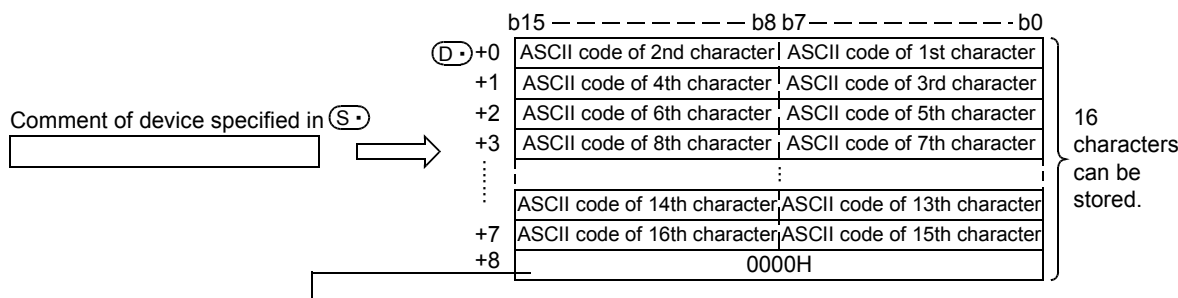 b15 — — — — — — — b8 b7 — — — — — — — b0
D· +0 ASCII code of 2nd character ASCII code of 1st character
+1 ASCII code of 4th character ASCII code of 3rd character
Comment of device specified in S· +2 ASCII code of 6th character ASCII code of 5th character
+3 ASCII code of 8th character ASCII code of 7th character
16
characters
can be
stored.
ASCII code of 14th character ASCII code of 13th character
+7 ASCII code of 16th character ASCII code of 15th character
+8 0000H